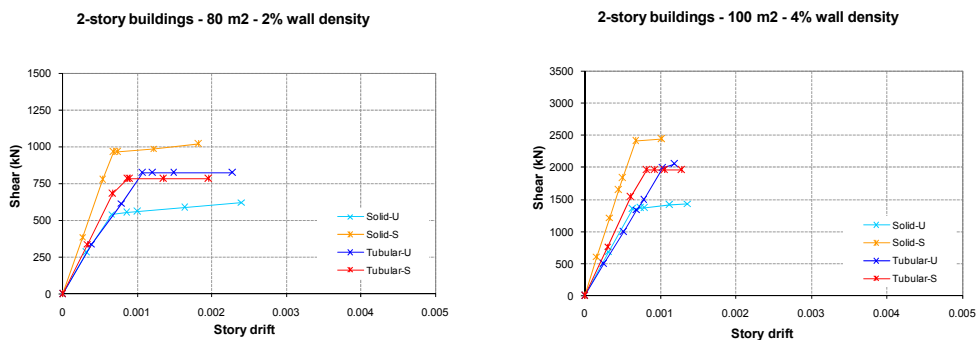 2-story buildings - 80 m2 - 2% wall density
1500
1250
1000
750
500
250
0
Shear (kN)
0
0.001
0.002
0.003
0.004
0.005
Story drift
Solid-U
Solid-S
Tubular-U
Tubular-S
2-story buildings - 100 m2 - 4% wall density
3500
3000
2500
2000
1500
1000
500
0
Shear (kN)
0
0.001
0.002
0.003
0.004
0.005
Story drift
Solid-U
Solid-S
Tubular-U
Tubular-S